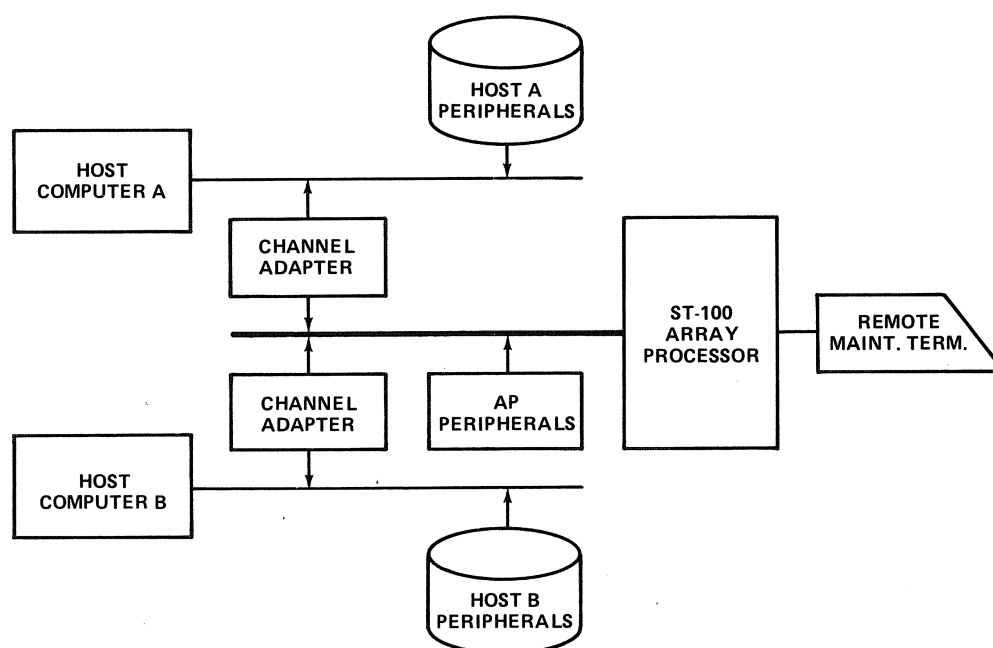 HOST A
PERIPHERALS
HOST
COMPUTER A
CHANNEL
ADAPTER
ST-100
ARRAY
PROCESSOR
REMOTE
MAINT. TERM.
CHANNEL
ADAPTER
AP
PERIPHERALS
HOST
COMPUTER B
HOST B
PERIPHERALS